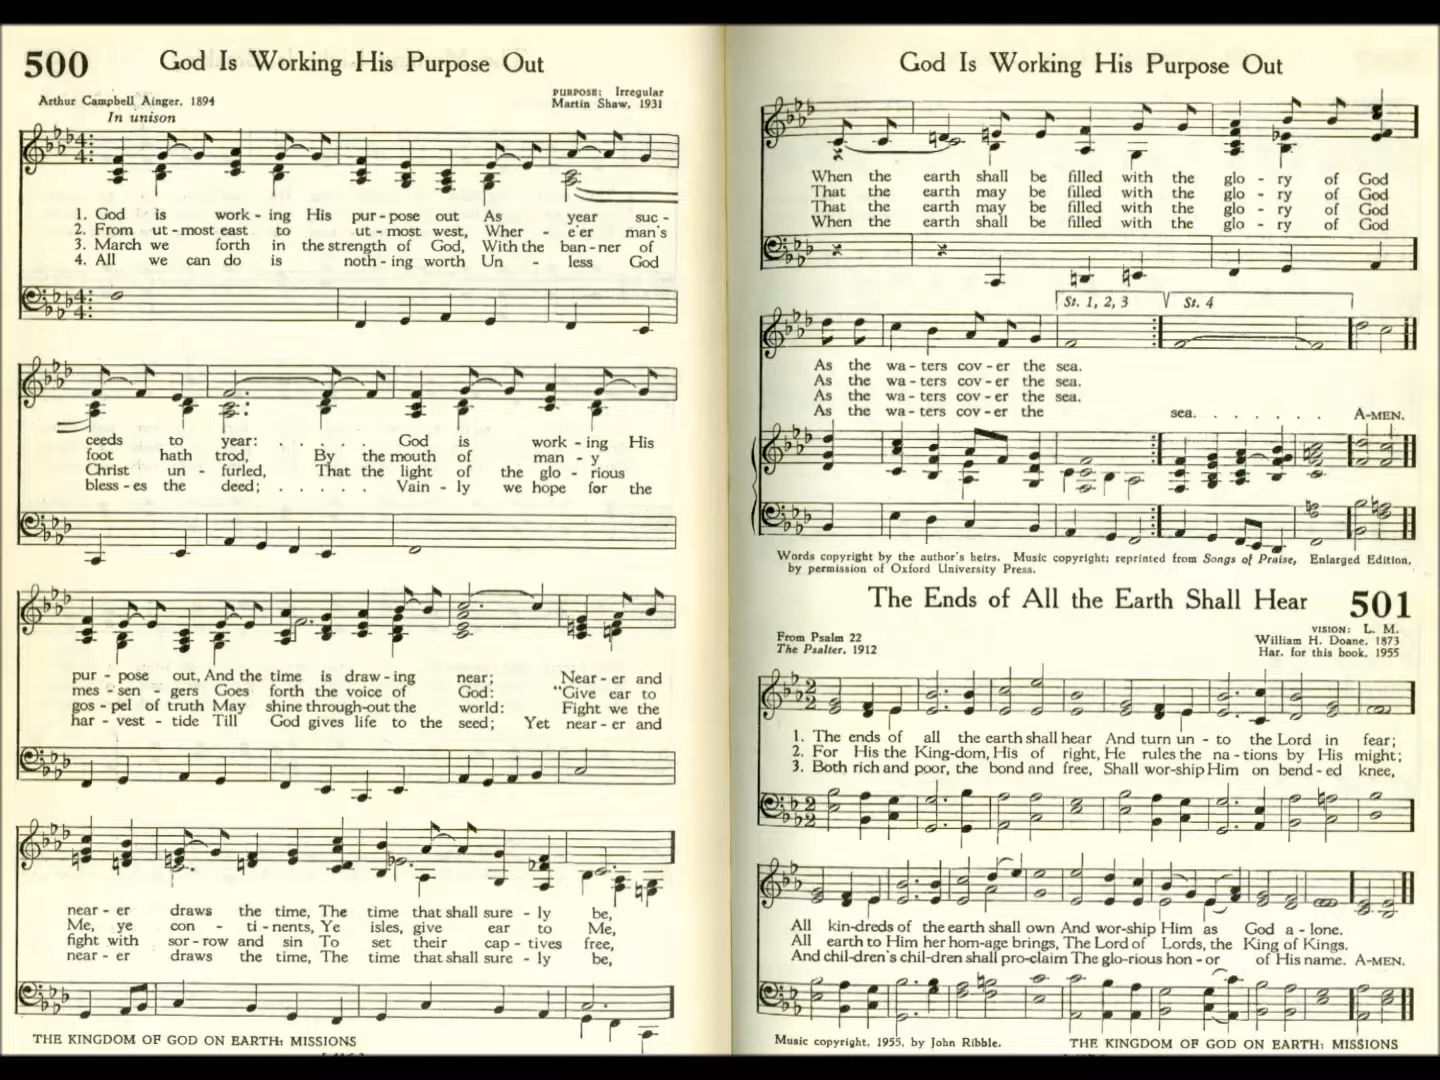 500
God Is Working His Purpose Out
Arthur Campbell Ainger, 1894
PURPOSE: Irregular
Martin Shaw, 1931
In unison
1. God is work - ing His pur - pose out As year suc -
2. From ut - most east to ut - most west, Wher - e'er man's
3. March we forth in the strength of God, With the ban - ner of
4. All we can do is noth - ing worth Un - less God
ceeds to year: . . . . . God is work - ing His
foot hath trod, By the mouth of man - y
Christ un - furled, That the light of the glo - rious
bless - es the deed; . . . . . Vain - ly we hope for the
pur - pose out, And the time is draw - ing near; Near - er and
mes - sen - gers Goes forth the voice of God: "Give ear to
gos - pel of truth May shine through-out the world: Fight we the
har - vest - tide Till God gives life to the seed; Yet near - er and
near - er draws the time, The time that shall sure - ly be,
Me, ye con - ti - nents, Ye isles, give ear to Me,
fight with sor - row and sin To set their cap - tives free,
near - er draws the time, The time that shall sure - ly be,
THE KINGDOM OF GOD ON EARTH: MISSIONS
God Is Working His Purpose Out
When the earth shall be filled with the glo - ry of God
That the earth may be filled with the glo - ry of God
That the earth may be filled with the glo - ry of God
When the earth shall be filled with the glo - ry of God
St. 1, 2, 3 St. 4
As the wa - ters cov - er the sea.
As the wa - ters cov - er the sea.
As the wa - ters cov - er the sea.
As the wa - ters cov - er the sea. . . . . . . . A-MEN.
Words copyright by the author's heirs. Music copyright; reprinted from Songs of Praise, Enlarged Edition,
by permission of Oxford University Press.
The Ends of All the Earth Shall Hear 501
From Psalm 22
The Psalter, 1912
VISION: L. M.
William H. Doane, 1873
Har. for this book, 1955
1. The ends of all the earth shall hear And turn un - to the Lord in fear;
2. For His the King-dom, His of right, He rules the na - tions by His might;
3. Both rich and poor, the bond and free, Shall wor-ship Him on bend - ed knee,
All kin-dreds of the earth shall own And wor-ship Him as God a - lone.
All earth to Him her hom-age brings, The Lord of Lords, the King of Kings.
And chil-dren's chil-dren shall pro-claim The glo-rious hon - or of His name. A-MEN.
Music copyright, 1955, by John Ribble.
THE KINGDOM OF GOD ON EARTH: MISSIONS